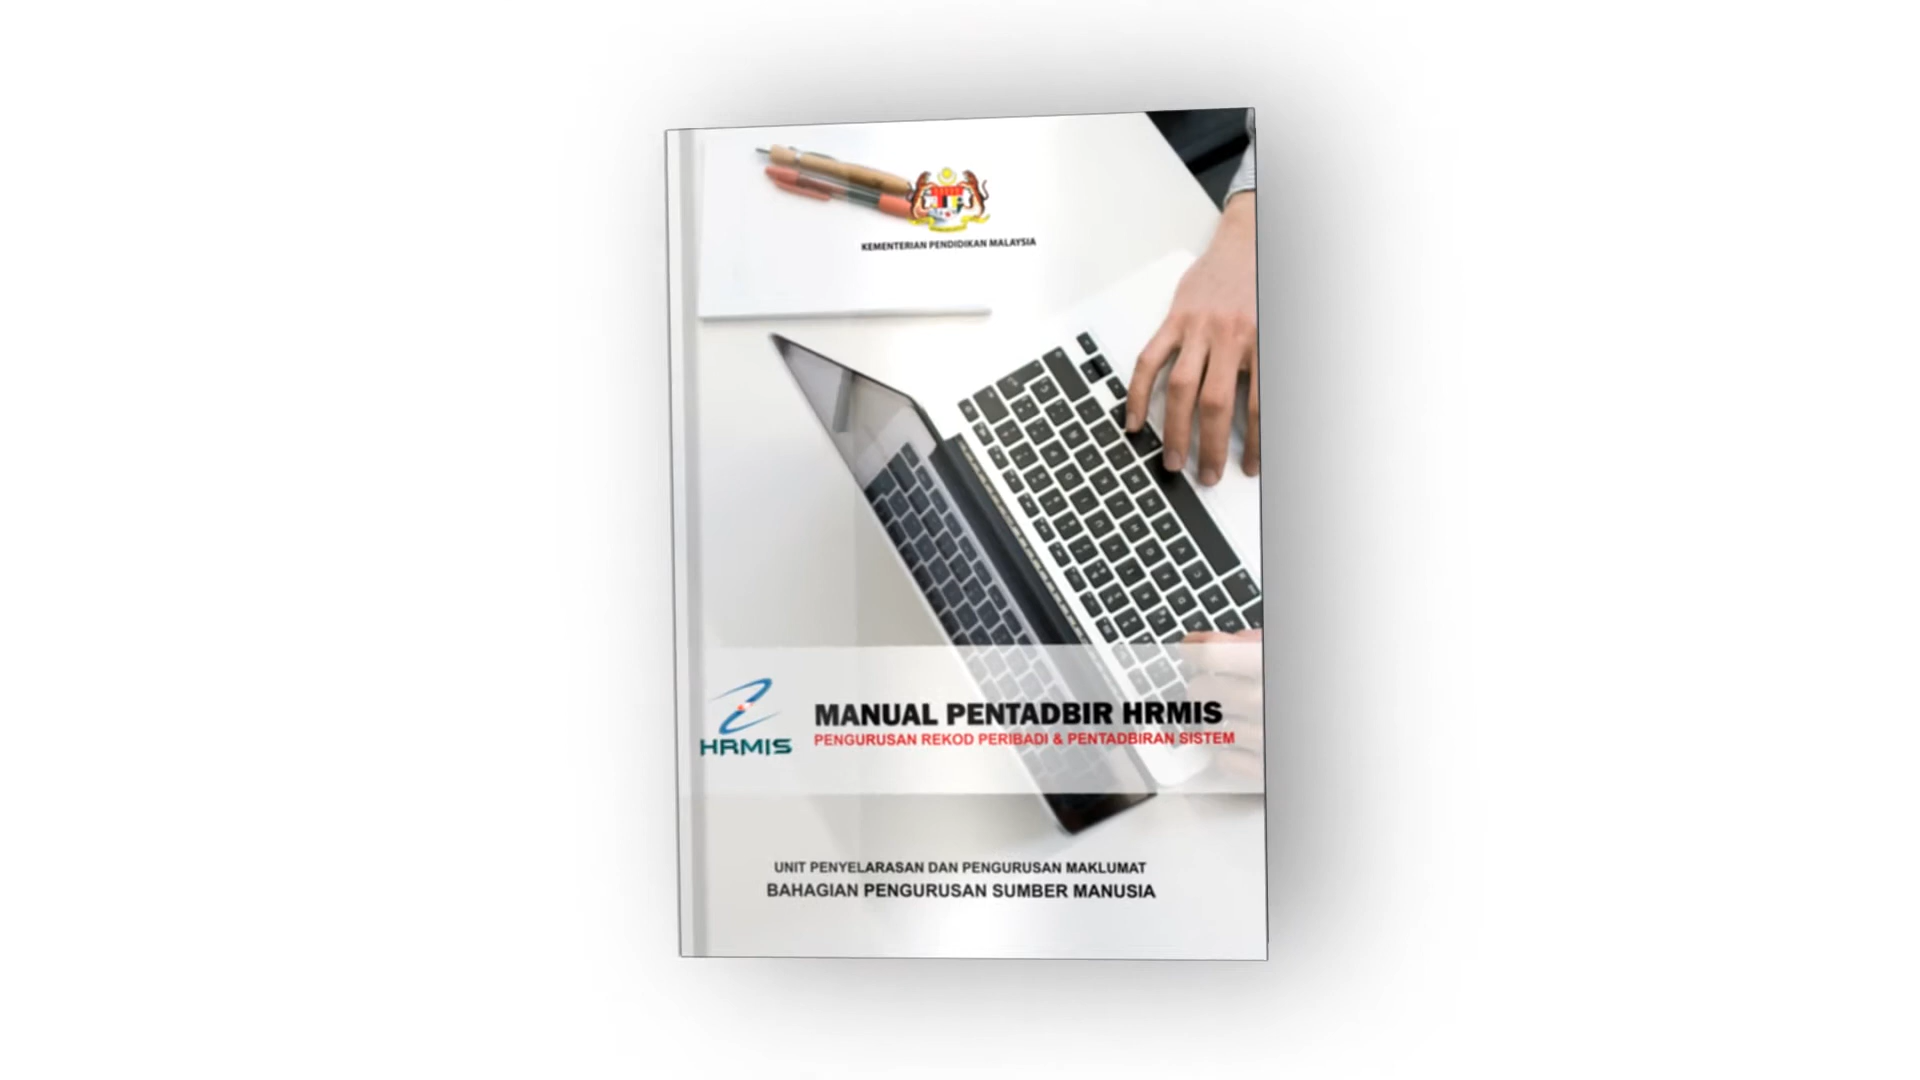 KEMENTERIAN PENDIDIKAN MALAYSIA
HRMIS
MANUAL PENTADBIR HRMIS
PENGURUSAN REKOD PERIBADI & PENTADBIRAN SISTEM
UNIT PENYELARASAN DAN PENGURUSAN MAKLUMAT
BAHAGIAN PENGURUSAN SUMBER MANUSIA